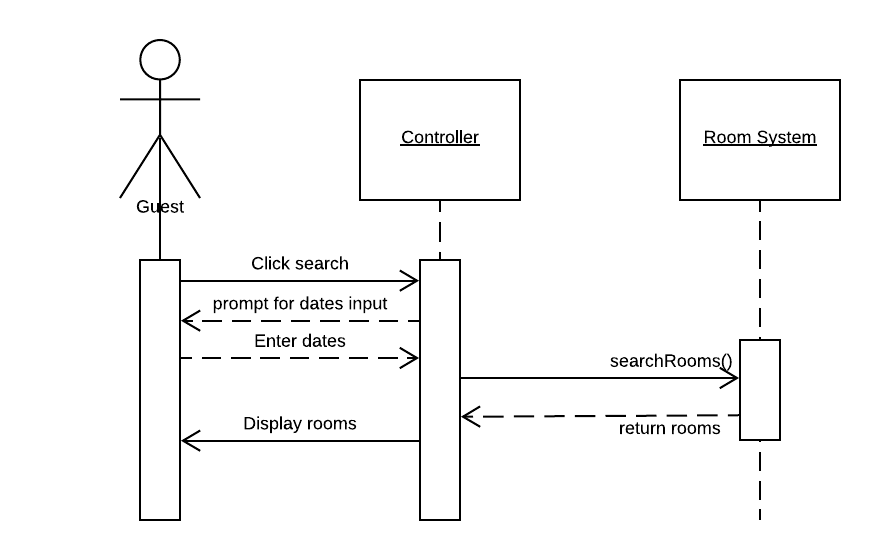 Controller
Room System
Guest
Click search
prompt for dates input
Enter dates
searchRooms()
Display rooms
return rooms